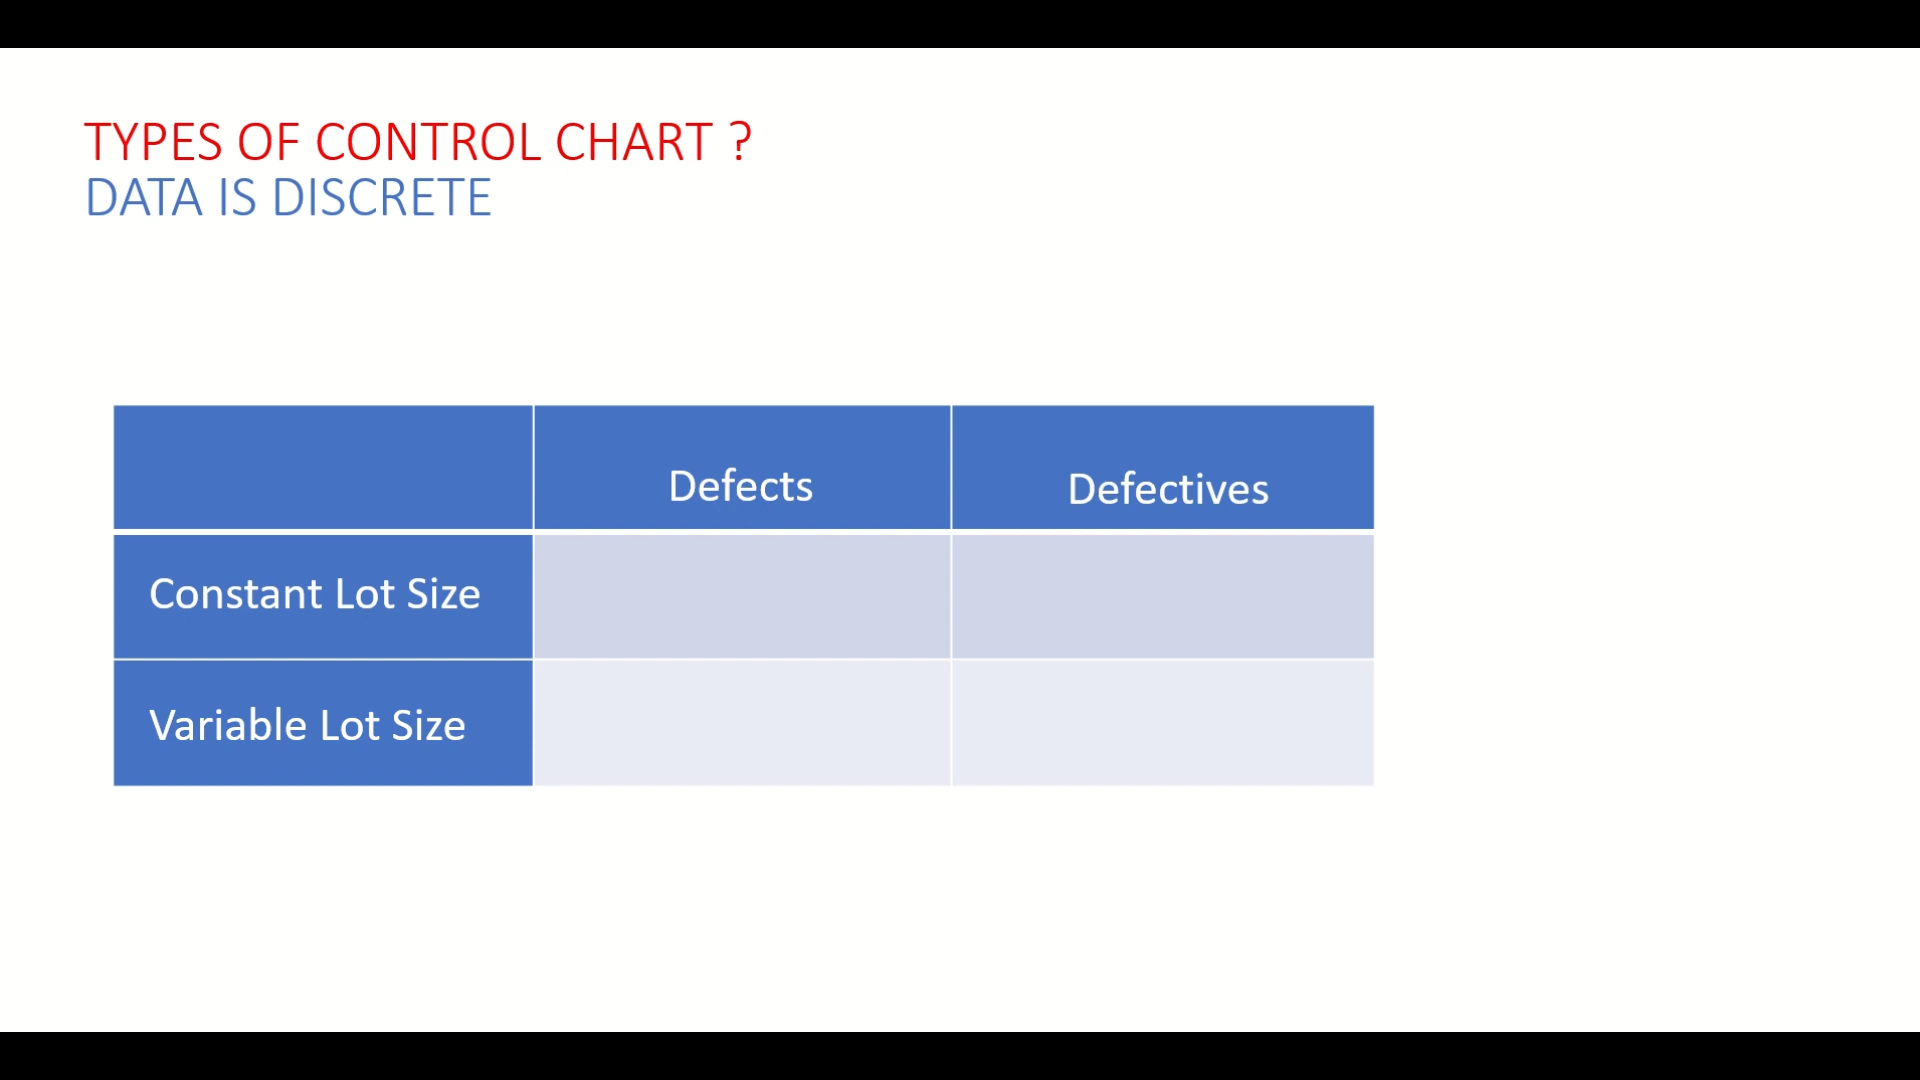 TYPES OF CONTROL CHART ?
DATA IS DISCRETE
Defects Defectives
Constant Lot Size
Variable Lot Size